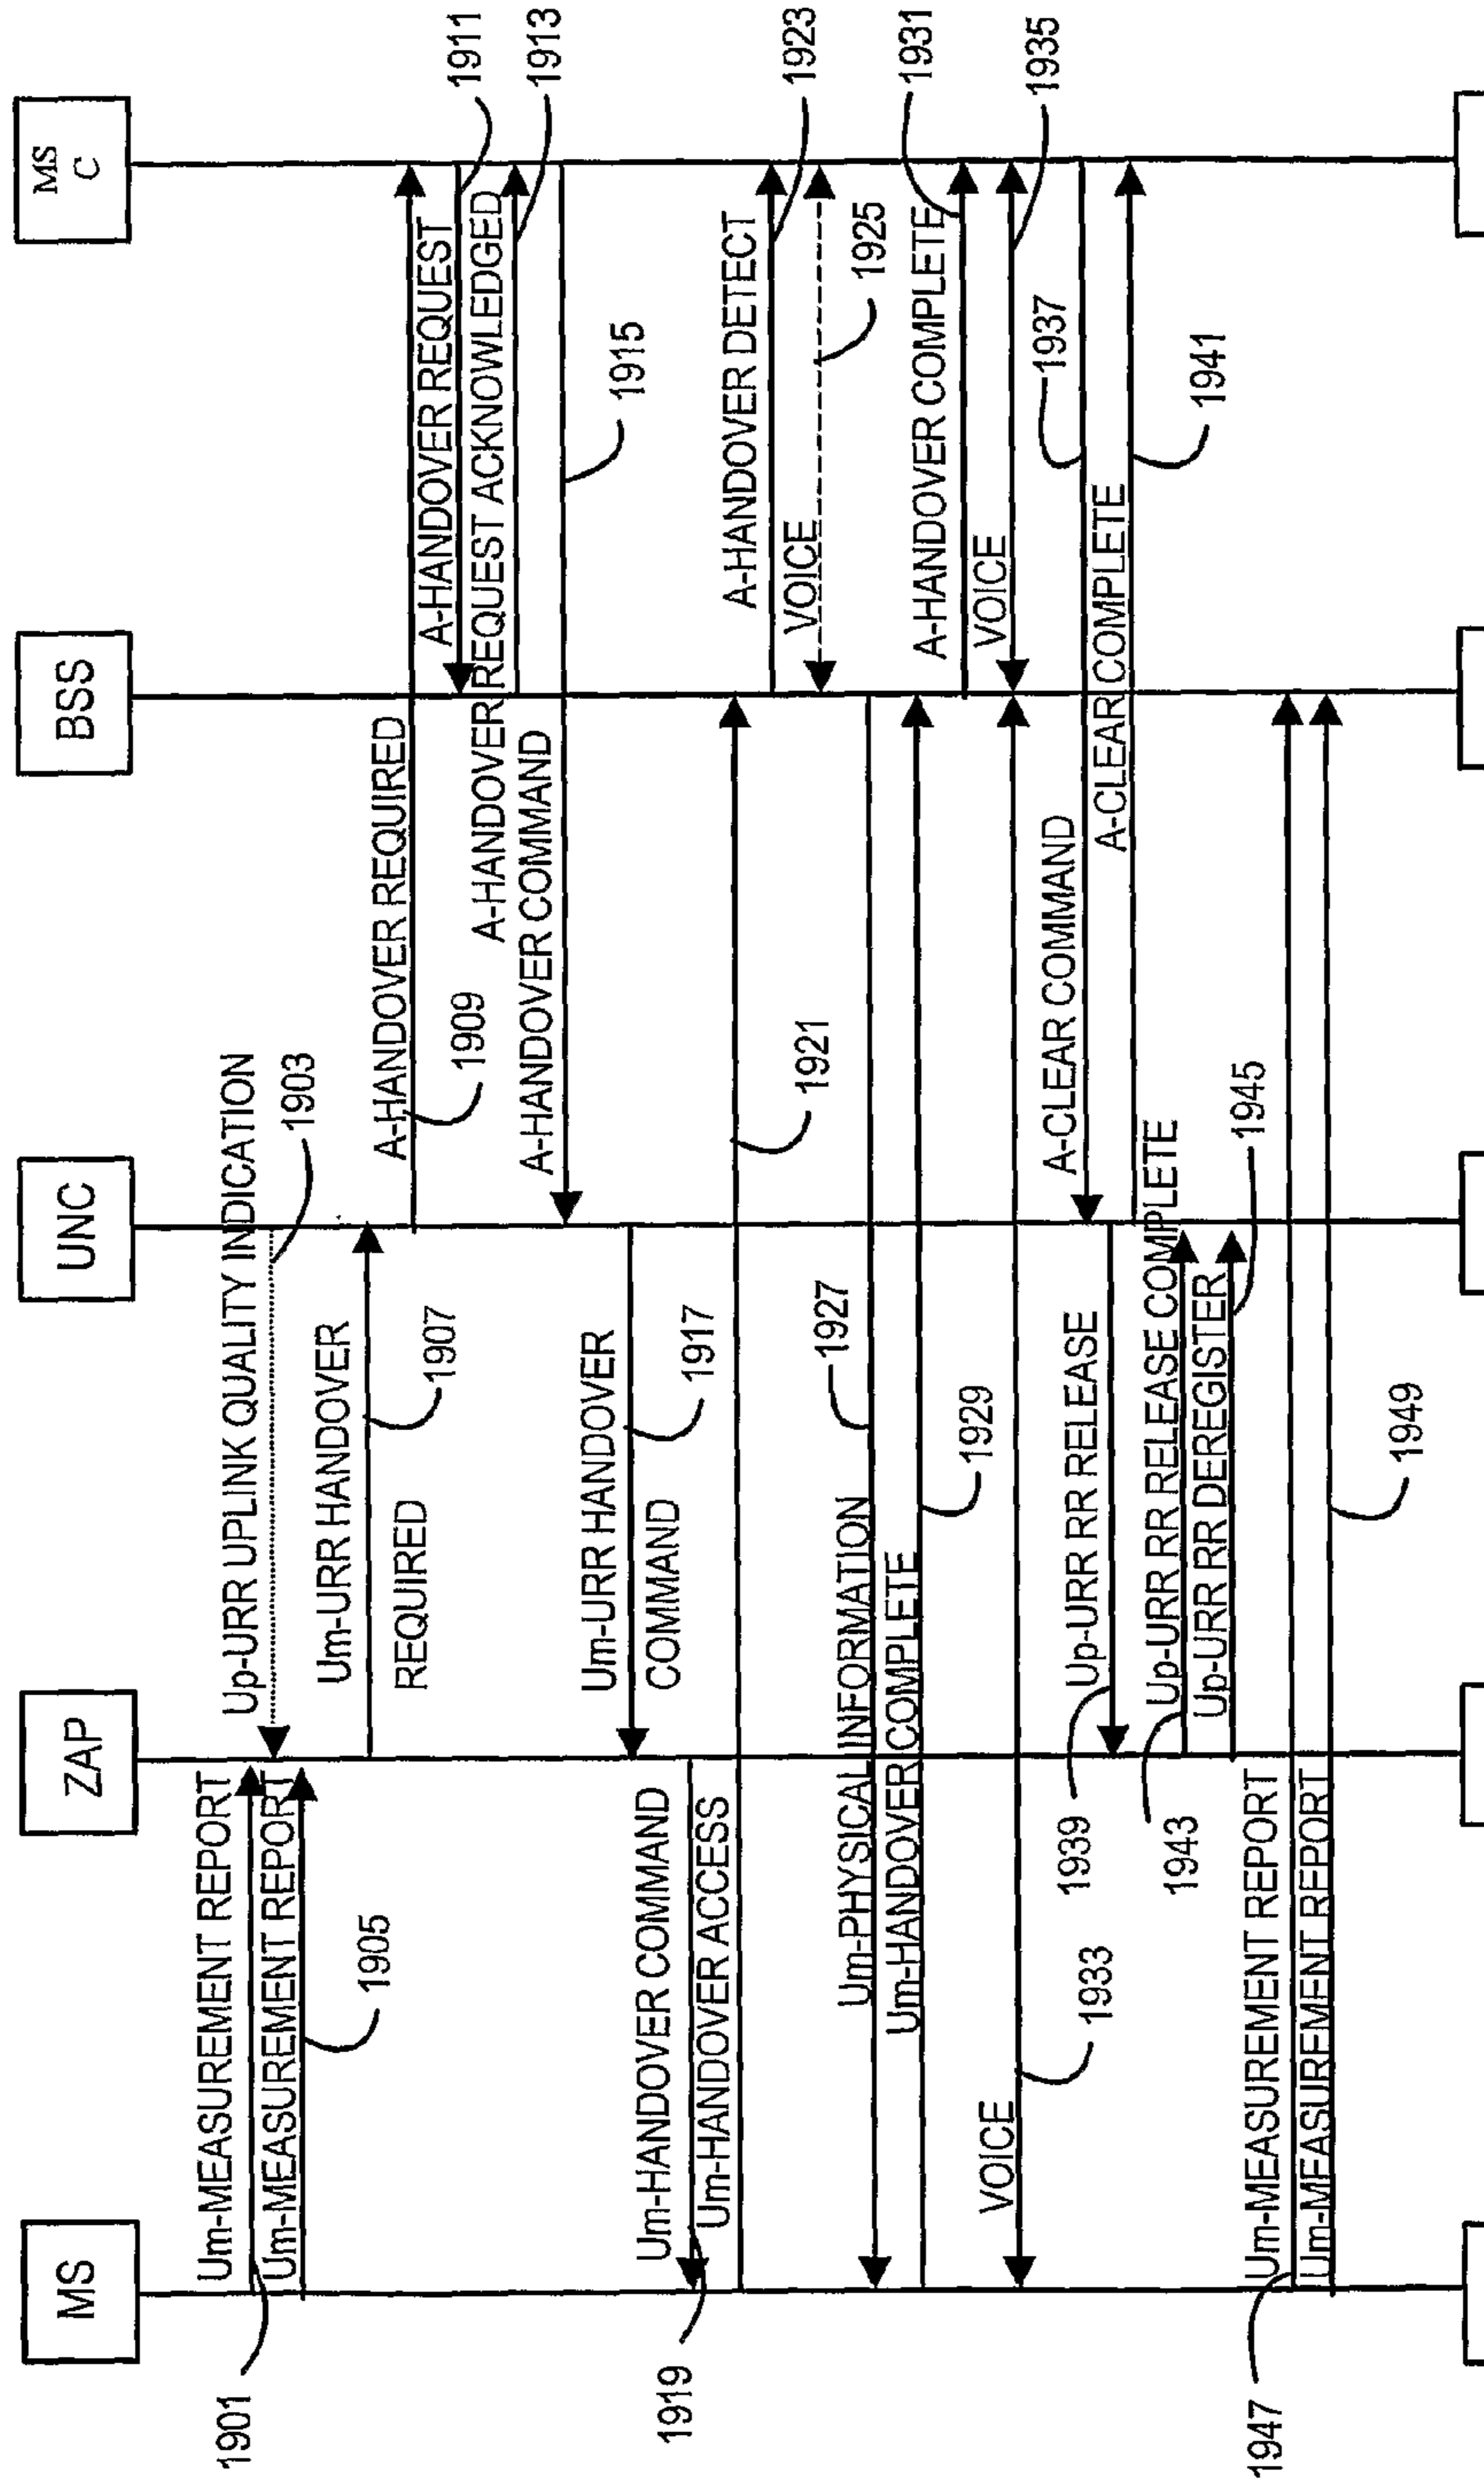 MS
ZAP
UNC
BSS
MS
C
Um-MEASUREMENT REPORT
1901
Up-URR UPLINK QUALITY INDICATION
1903
Um-MEASUREMENT REPORT
1905
Um-URR HANDOVER
REQUIRED
1907
A-HANDOVER REQUIRED
1909
A-HANDOVER REQUEST
1911
A-HANDOVER REQUEST ACKNOWLEDGED
1913
A-HANDOVER COMMAND
1915
Um-URR HANDOVER
COMMAND
1917
Um-HANDOVER COMMAND
1919
Um-HANDOVER ACCESS
1921
A-HANDOVER DETECT
1923
VOICE
1925
Um-PHYSICAL INFORMATION
1927
Um-HANDOVER COMPLETE
1929
A-HANDOVER COMPLETE
1931
VOICE
1933
VOICE
1935
A-CLEAR COMMAND
1937
Up-URR RR RELEASE
1939
A-CLEAR COMPLETE
1941
Up-URR RR RELEASE COMPLETE
1943
Up-URR RR DEREGISTER
1945
Um-MEASUREMENT REPORT
1947
Um-MEASUREMENT REPORT
1949